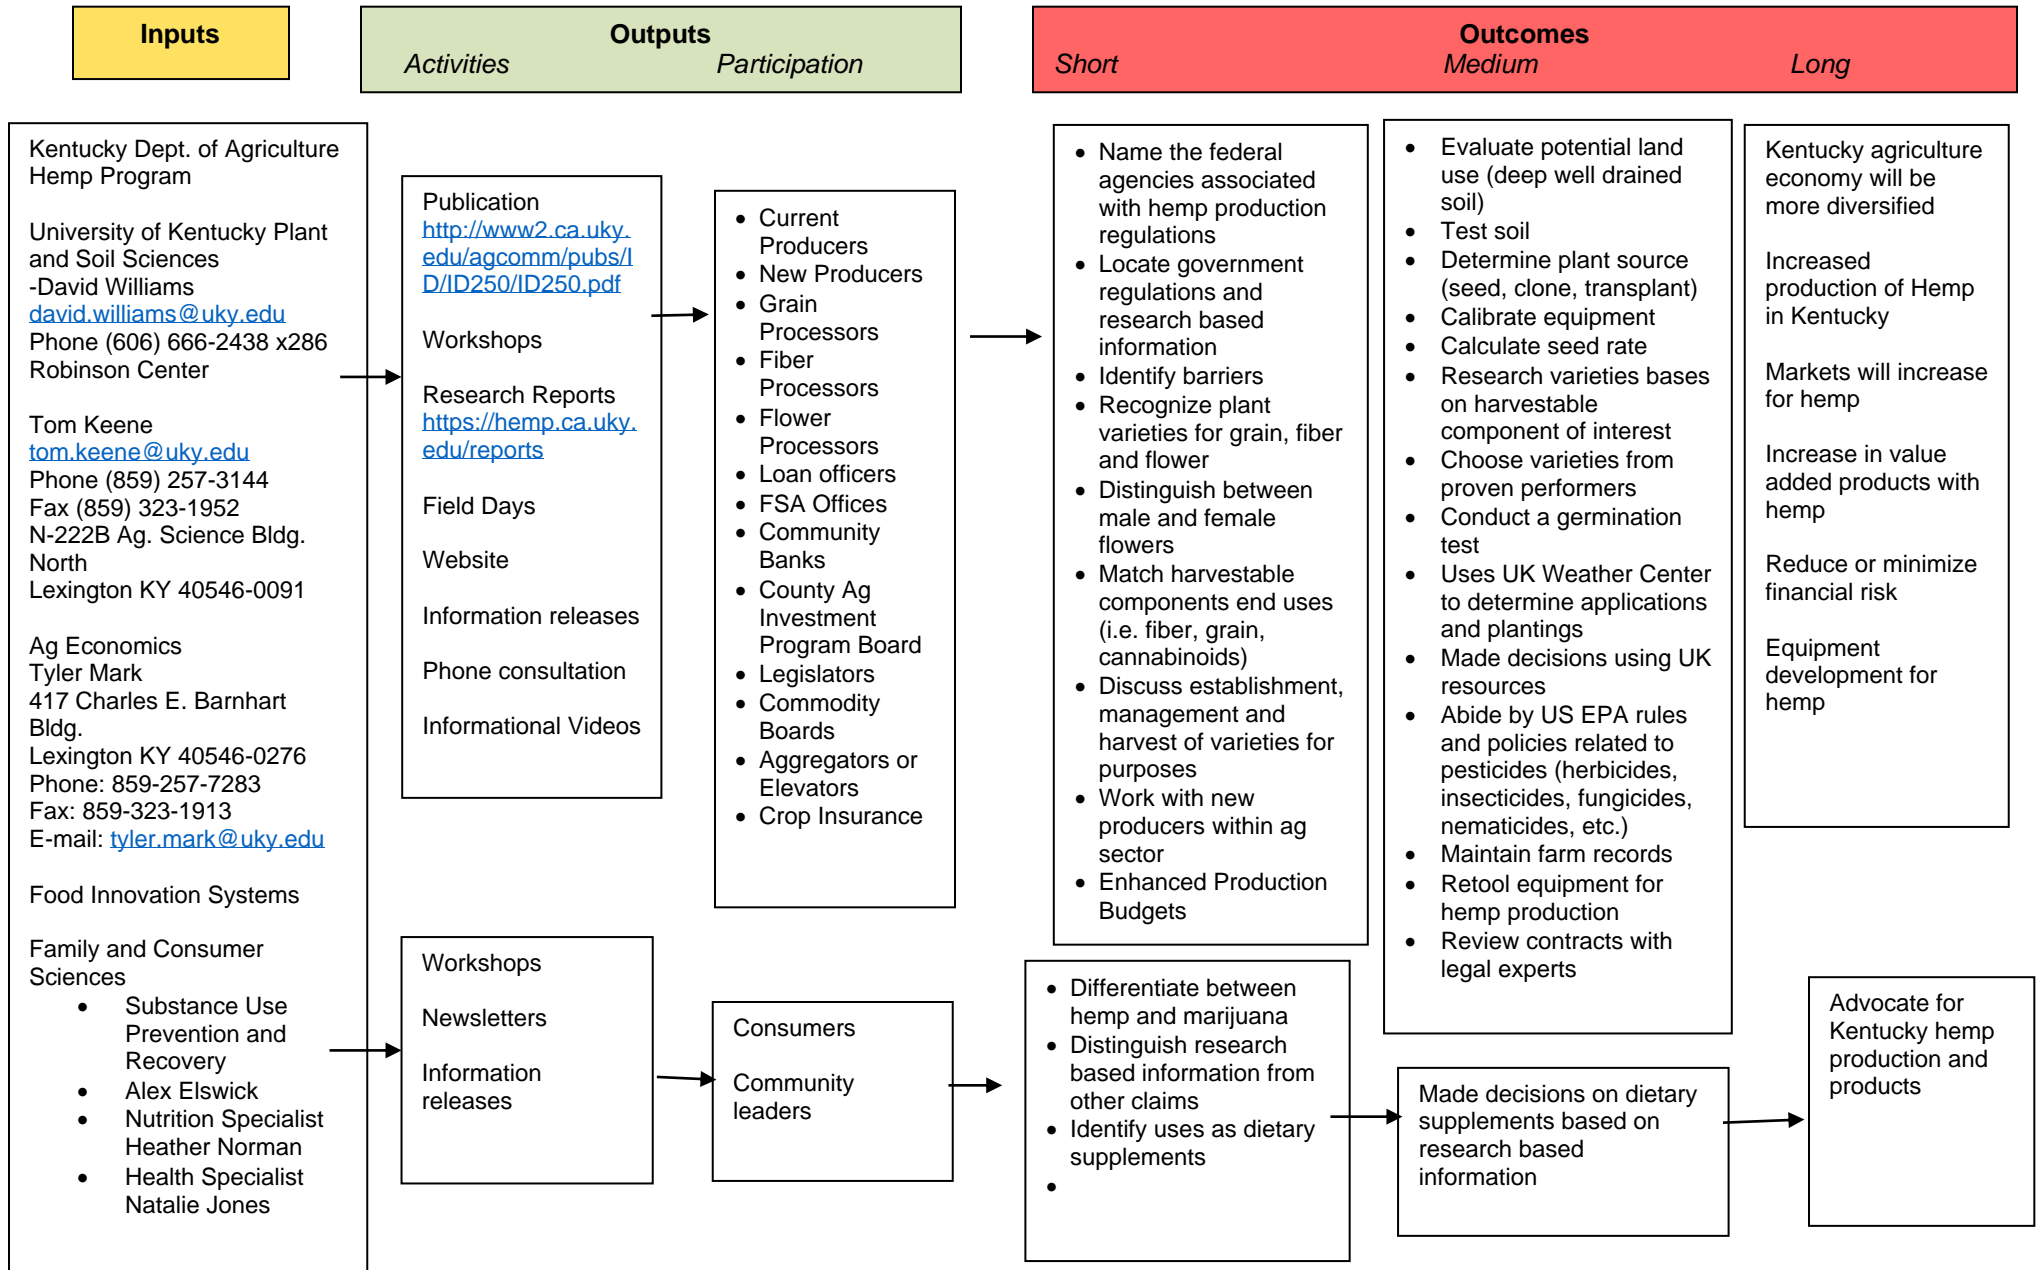 Inputs
Outputs
Activities
Participation
Outcomes
Short
Medium
Long
Kentucky Dept. of Agriculture
Hemp Program
University of Kentucky Plant
and Soil Sciences
-David Williams
david.williams@uky.edu
Phone (606) 666-2438 x286
Robinson Center
Tom Keene
tom.keene@uky.edu
Phone (859) 257-3144
Fax (859) 323-1952
N-222B Ag. Science Bldg.
North
Lexington KY 40546-0091
Ag Economics
Tyler Mark
417 Charles E. Barnhart
Bldg.
Lexington KY 40546-0276
Phone: 859-257-7283
Fax: 859-323-1913
E-mail: tyler.mark@uky.edu
Food Innovation Systems
Family and Consumer
Sciences
• Substance Use
Prevention and
Recovery
• Alex Elswick
• Nutrition Specialist
Heather Norman
• Health Specialist
Natalie Jones
Publication
http://www2.ca.uky.
edu/agcomm/pubs/I
D/ID250/ID250.pdf
Workshops
Research Reports
https://hemp.ca.uky.
edu/reports
Field Days
Website
Information releases
Phone consultation
Informational Videos
• Current
Producers
• New Producers
• Grain
Processors
• Fiber
Processors
• Flower
Processors
• Loan officers
• FSA Offices
• Community
Banks
• County Ag
Investment
Program Board
• Legislators
• Commodity
Boards
• Aggregators or
Elevators
• Crop Insurance
• Name the federal
agencies associated
with hemp production
regulations
• Locate government
regulations and
research based
information
• Identify barriers
• Recognize plant
varieties for grain, fiber
and flower
• Distinguish between
male and female
flowers
• Match harvestable
components end uses
(i.e. fiber, grain,
cannabinoids)
• Discuss establishment,
management and
harvest of varieties for
purposes
• Work with new
producers within ag
sector
• Enhanced Production
Budgets
• Evaluate potential land
use (deep well drained
soil)
• Test soil
• Determine plant source
(seed, clone, transplant)
• Calibrate equipment
• Calculate seed rate
• Research varieties bases
on harvestable
component of interest
• Choose varieties from
proven performers
• Conduct a germination
test
• Uses UK Weather Center
to determine applications
and plantings
• Made decisions using UK
resources
• Abide by US EPA rules
and policies related to
pesticides (herbicides,
insecticides, fungicides,
nematicides, etc.)
• Maintain farm records
• Retool equipment for
hemp production
• Review contracts with
legal experts
Kentucky agriculture
economy will be
more diversified
Increased
production of Hemp
in Kentucky
Markets will increase
for hemp
Increase in value
added products with
hemp
Reduce or minimize
financial risk
Equipment
development for
hemp
Workshops
Newsletters
Information
releases
Consumers
Community
leaders
• Differentiate between
hemp and marijuana
• Distinguish research
based information from
other claims
• Identify uses as dietary
supplements
•
Made decisions on dietary
supplements based on
research based
information
Advocate for
Kentucky hemp
production and
products